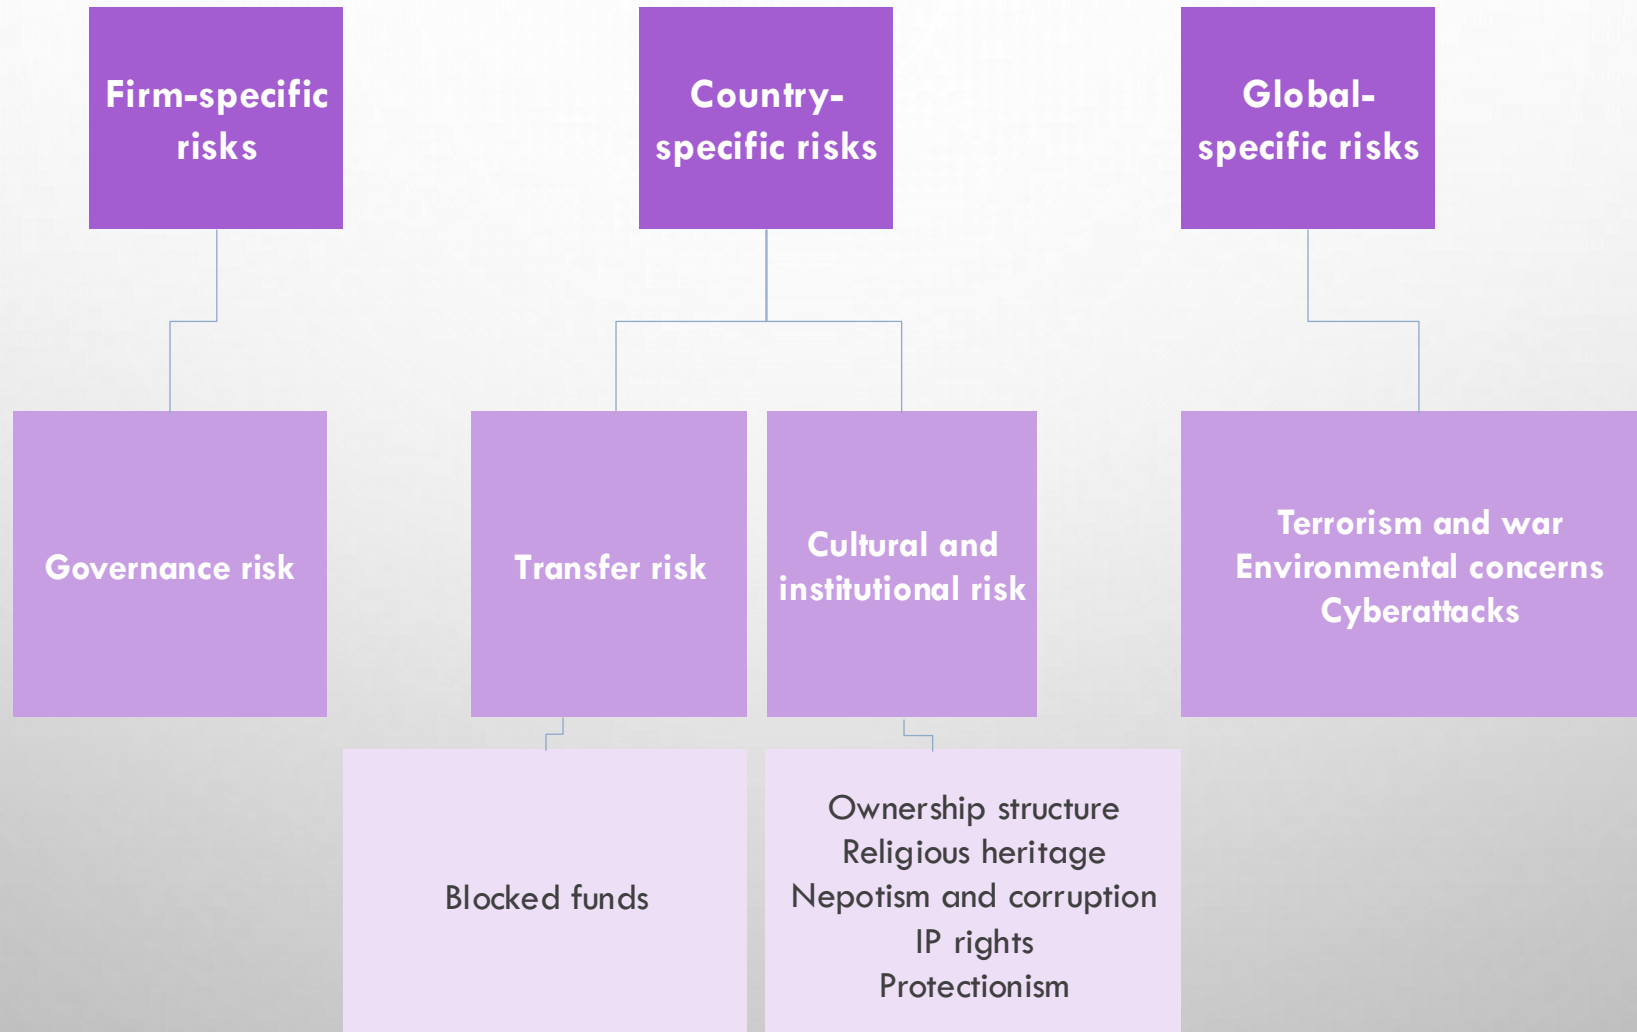 Firm-specific
risks
Country-
specific risks
Global-
specific risks
Governance risk
Transfer risk
Cultural and
institutional risk
Terrorism and war
Environmental concerns
Cyberattacks
Blocked funds
Ownership structure
Religious heritage
Nepotism and corruption
IP rights
Protectionism